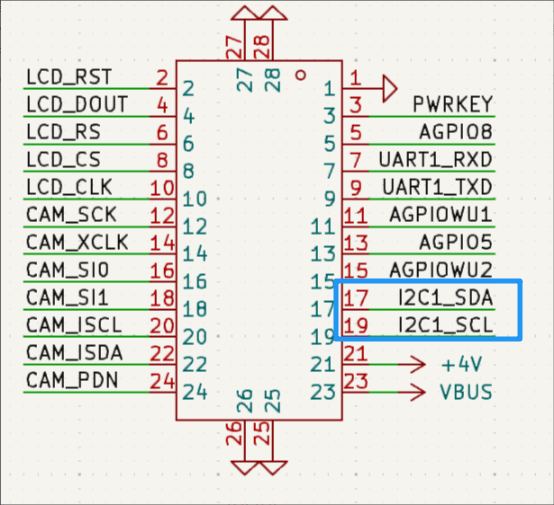 27 28
27 28
LCD_RST 2 2 1 1
LCD_DOUT 4 4 3 3 PWRKEY
LCD_RS 6 6 5 5 AGPIO8
LCD_CS 8 8 7 7 UART1_RXD
LCD_CLK 10 10 9 9 UART1_TXD
CAM_SCK 12 12 11 11 AGPIOWU1
CAM_XCLK 14 14 13 13 AGPIO5
CAM_SI0 16 16 15 15 AGPIOWU2
CAM_SI1 18 18 17 17 I2C1_SDA
CAM_ISCL 20 20 19 19 I2C1_SCL
CAM_ISDA 22 22 21 21 +4V
CAM_PDN 24 24 23 23 VBUS
26 25
26 25